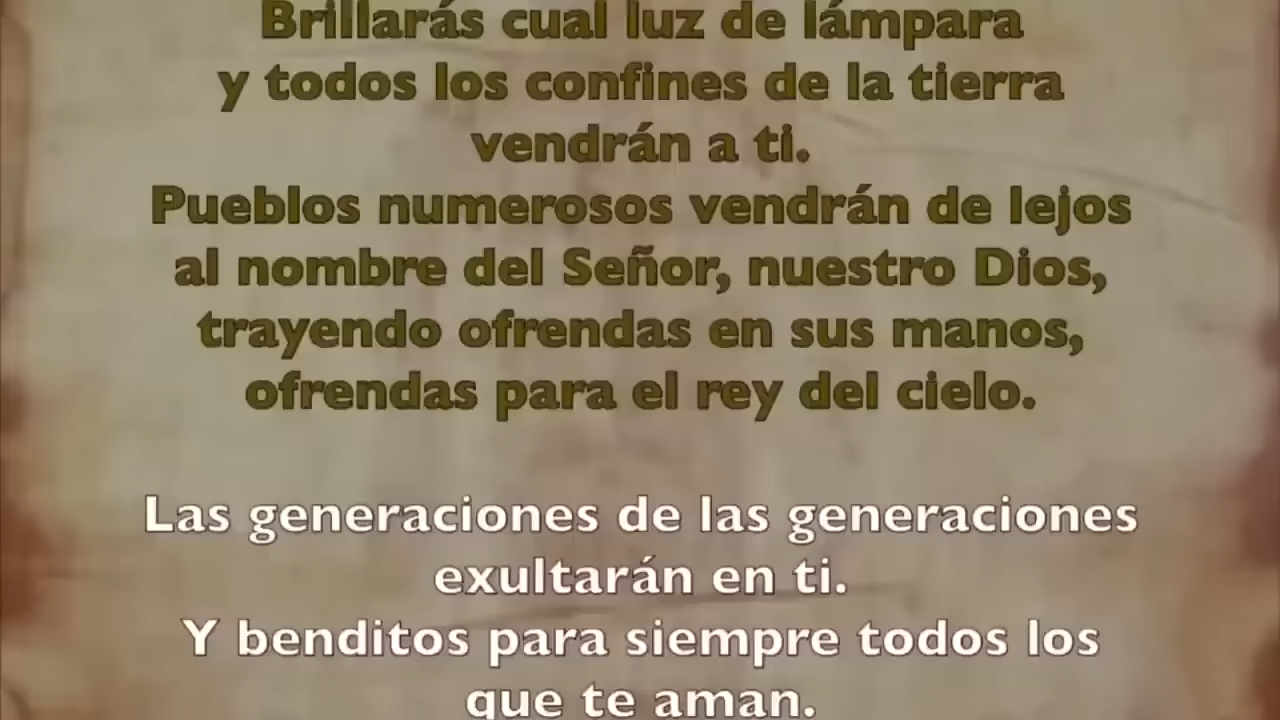 Brillarás cual luz de lámpara
y todos los confines de la tierra
vendrán a ti.
Pueblos numerosos vendrán de lejos
al nombre del Señor, nuestro Dios,
trayendo ofrendas en sus manos,
ofrendas para el rey del cielo.
Las generaciones de las generaciones
exultarán en ti.
Y benditos para siempre todos los
que te aman.